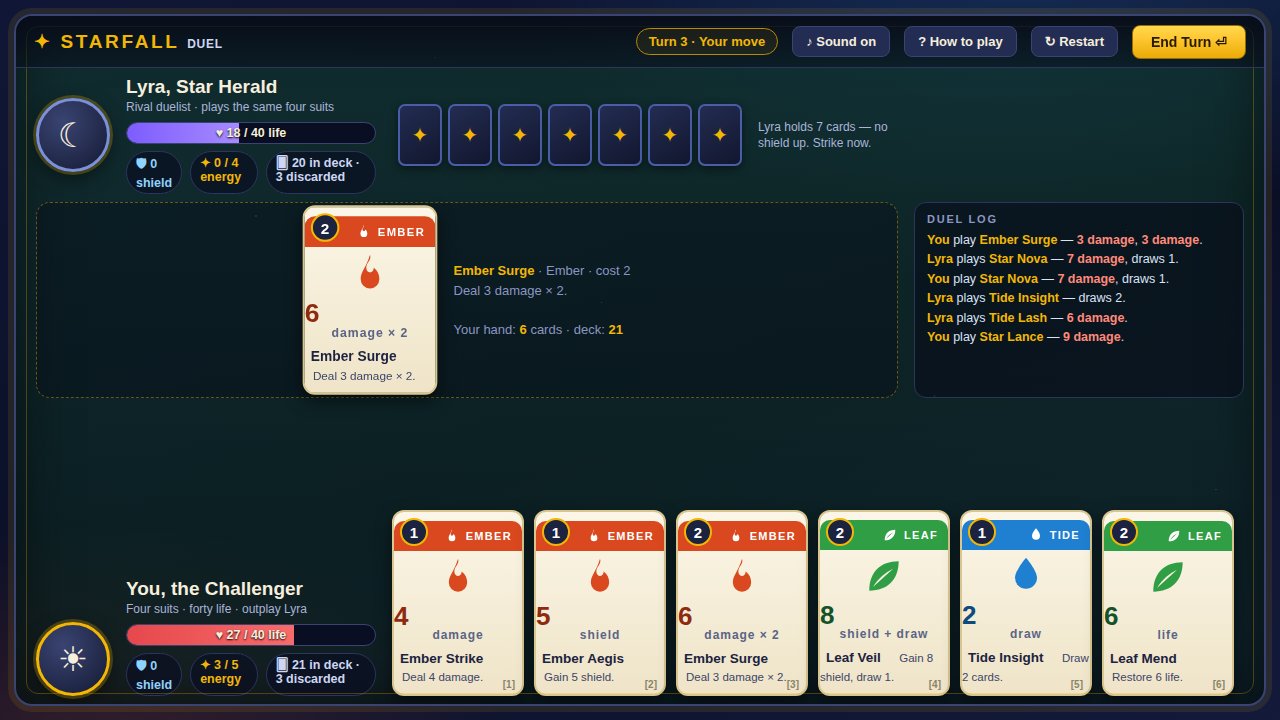 ✦ STARFALL DUEL
Turn 3 · Your move
♪ Sound on
? How to play
↻ Restart
End Turn ⏎
Lyra, Star Herald
Rival duelist · plays the same four suits
♥ 18 / 40 life
0 shield
✦ 0 / 4 energy
20 in deck · 3 discarded
Lyra holds 7 cards — no
shield up. Strike now.
2 EMBER
6
damage × 2
Ember Surge
Deal 3 damage × 2.
Ember Surge · Ember · cost 2
Deal 3 damage × 2.
Your hand: 6 cards · deck: 21
DUEL LOG
You play Ember Surge — 3 damage, 3 damage.
Lyra plays Star Nova — 7 damage, draws 1.
You play Star Nova — 7 damage, draws 1.
Lyra plays Tide Insight — draws 2.
Lyra plays Tide Lash — 6 damage.
You play Star Lance — 9 damage.
You, the Challenger
Four suits · forty life · outplay Lyra
♥ 27 / 40 life
0 shield
✦ 3 / 5 energy
21 in deck · 3 discarded
1 EMBER
4
damage
Ember Strike
Deal 4 damage.
[1]
1 EMBER
5
shield
Ember Aegis
Gain 5 shield.
[2]
2 EMBER
6
damage × 2
Ember Surge
Deal 3 damage × 2.
[3]
2 LEAF
8
shield + draw
Leaf Veil Gain 8
shield, draw 1.
[4]
1 TIDE
2
draw
Tide Insight Draw
2 cards.
[5]
2 LEAF
6
life
Leaf Mend
Restore 6 life.
[6]